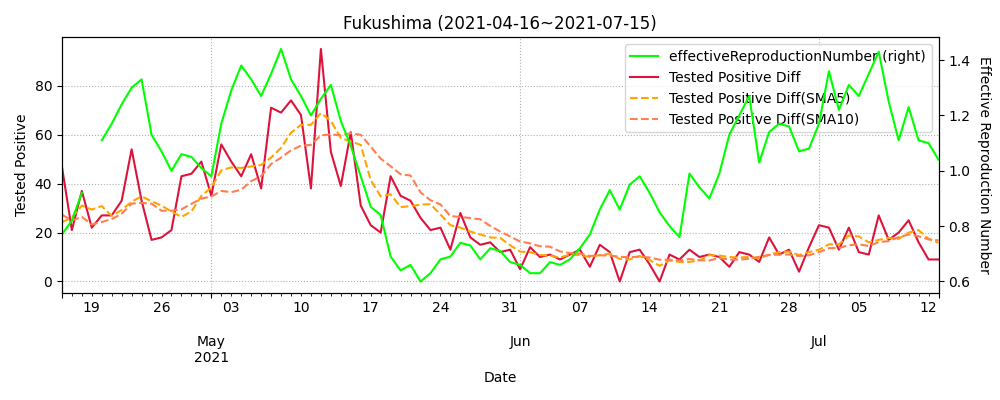 Fukushima (2021-04-16~2021-07-15)
effectiveReproductionNumber (right)
Tested Positive Diff
Tested Positive Diff(SMA5)
Tested Positive Diff(SMA10)
Tested Positive
80
60
40
20
0
Effective Reproduction Number
1.4
1.2
1.0
0.8
0.6
19 26 03 10 17 24 31 07 14 21 28 05 12
May Jun Jul
2021
Date